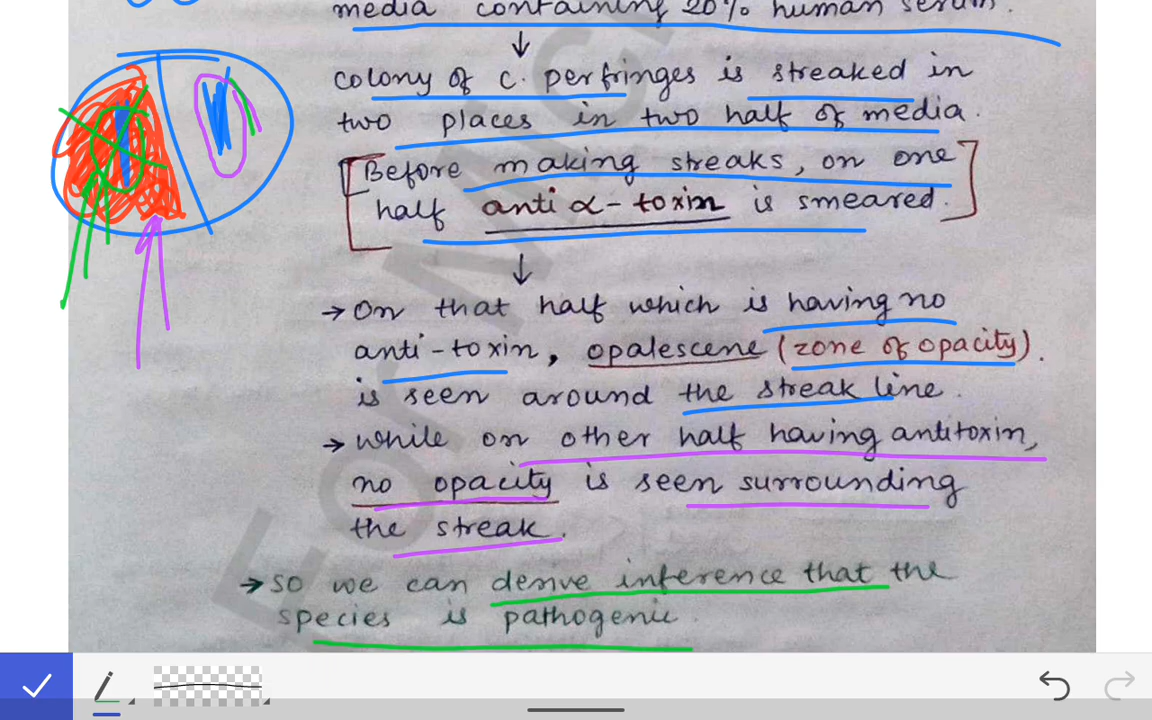 media containing 20% human serum.
↓
colony of c. perfringes is streaked in
two places in two half of media.
[Before making streaks, on one
half anti α-toxin is smeared.]
↓
→ On that half which is having no
anti-toxin, opalescene (zone of opacity).
is seen around the streak line.
→ while on other half having antitoxin,
no opacity is seen surrounding
the streak.
→ so we can derive inference that the
species is pathogenic.